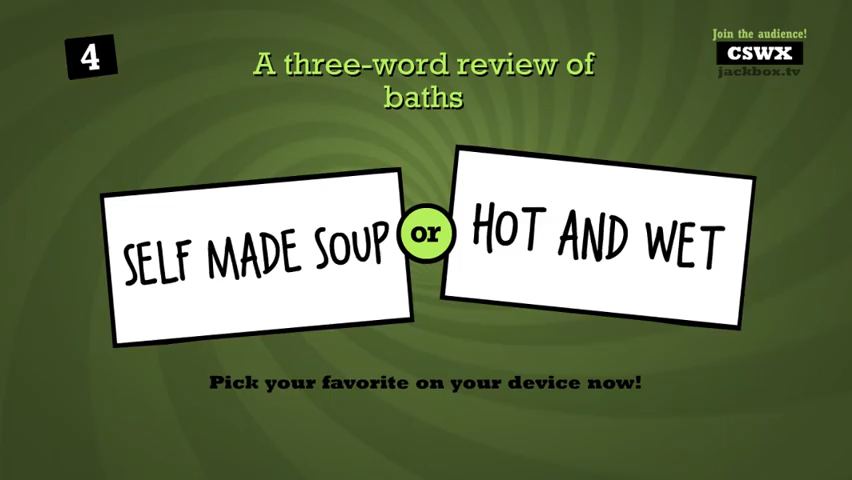 4
A three-word review of
baths
Join the audience!
CSWX
jackbox.tv
SELF MADE SOUP
or
HOT AND WET
Pick your favorite on your device now!